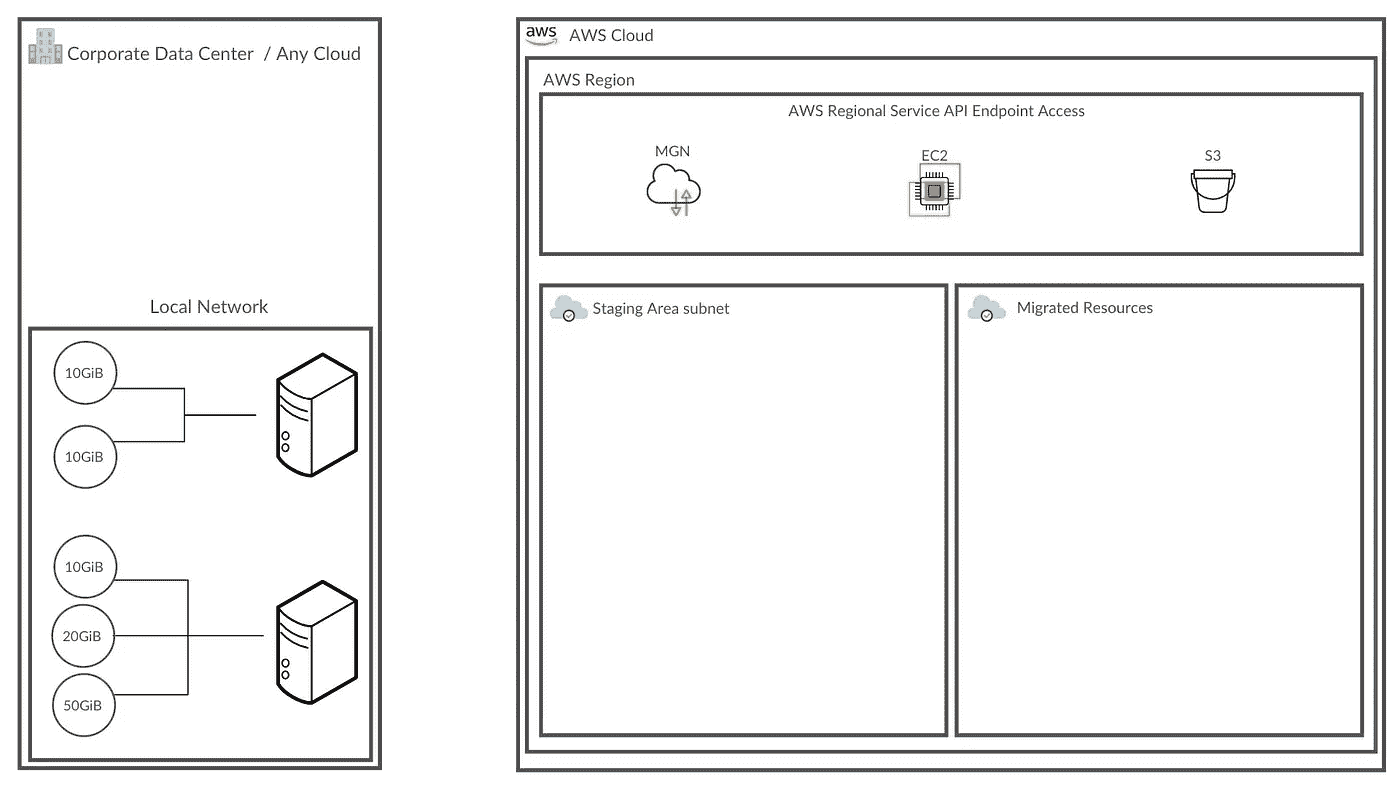 Corporate Data Center / Any Cloud
Local Network
10GiB
10GiB
10GiB
20GiB
50GiB
aws AWS Cloud
AWS Region
AWS Regional Service API Endpoint Access
MGN
EC2
S3
Staging Area subnet
Migrated Resources